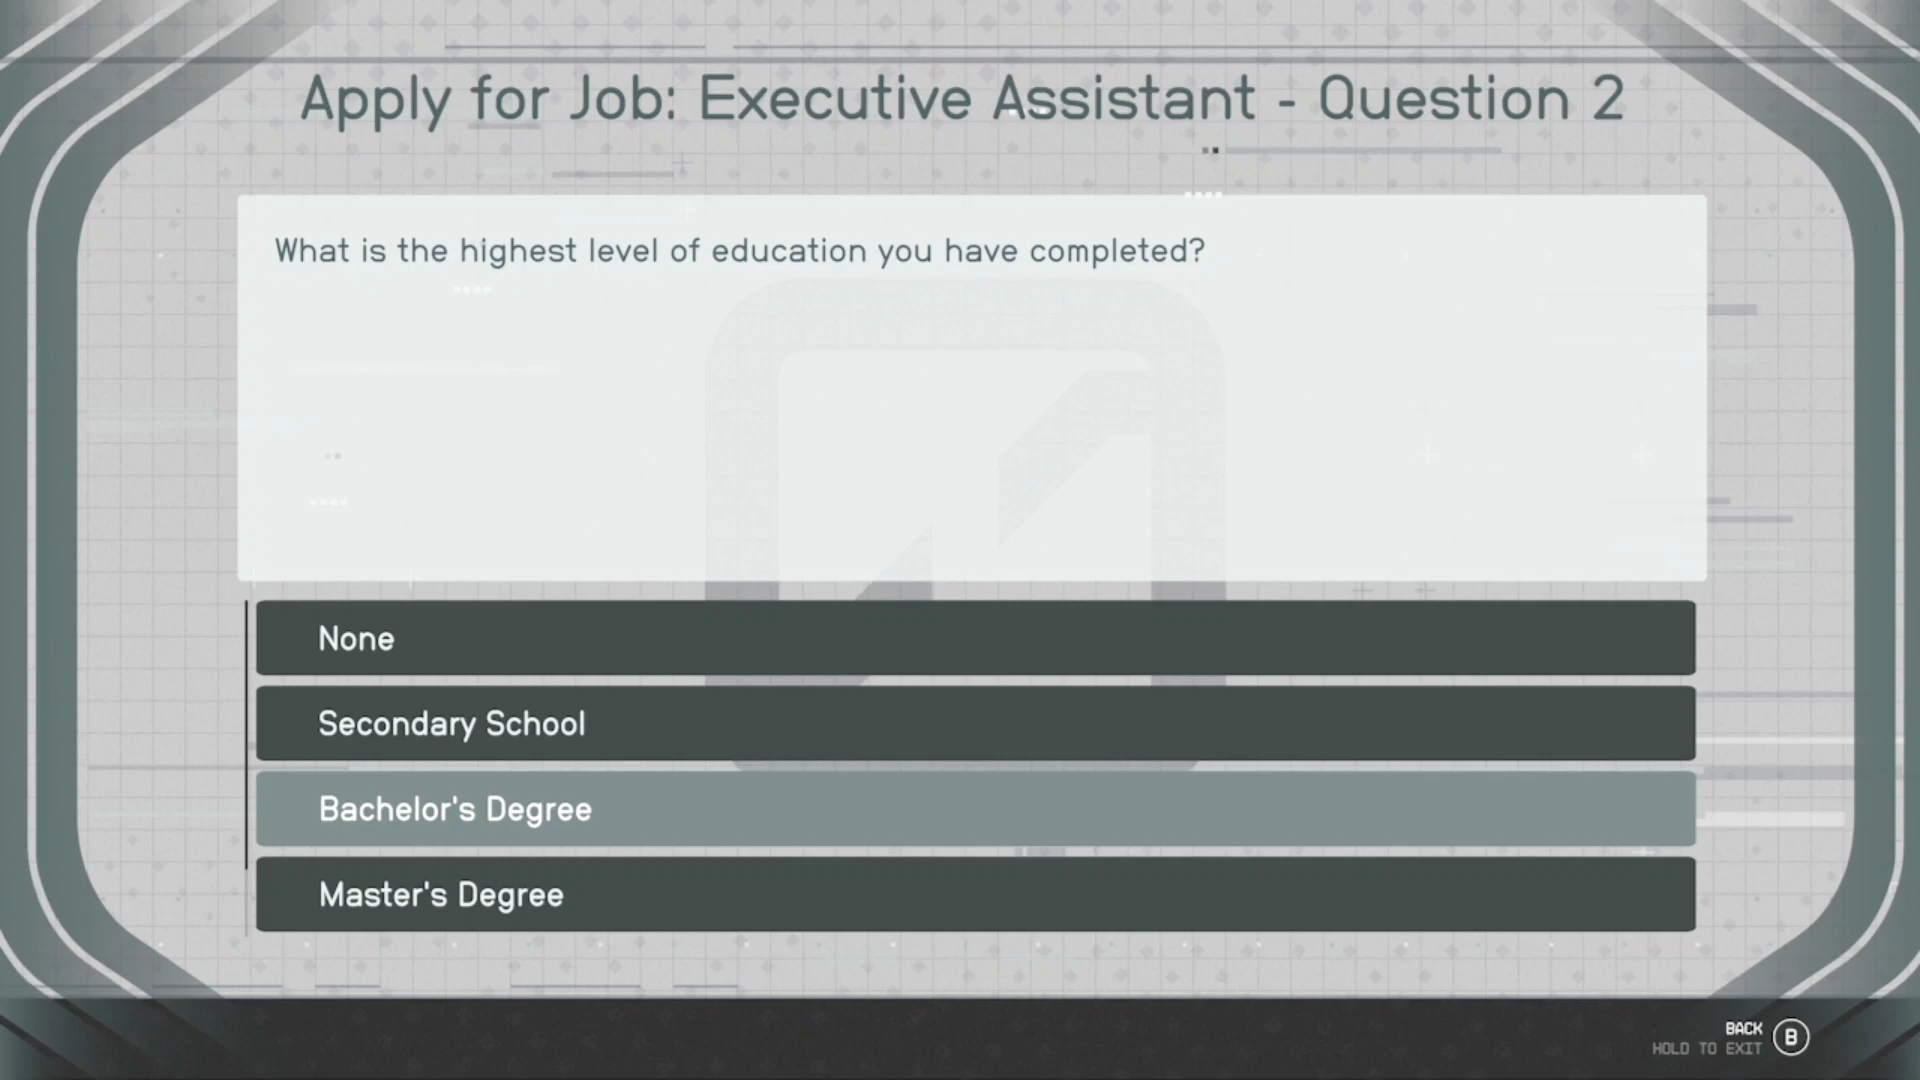 Apply for Job: Executive Assistant - Question 2
What is the highest level of education you have completed?
None
Secondary School
Bachelor's Degree
Master's Degree
BACK
HOLD TO EXIT
B